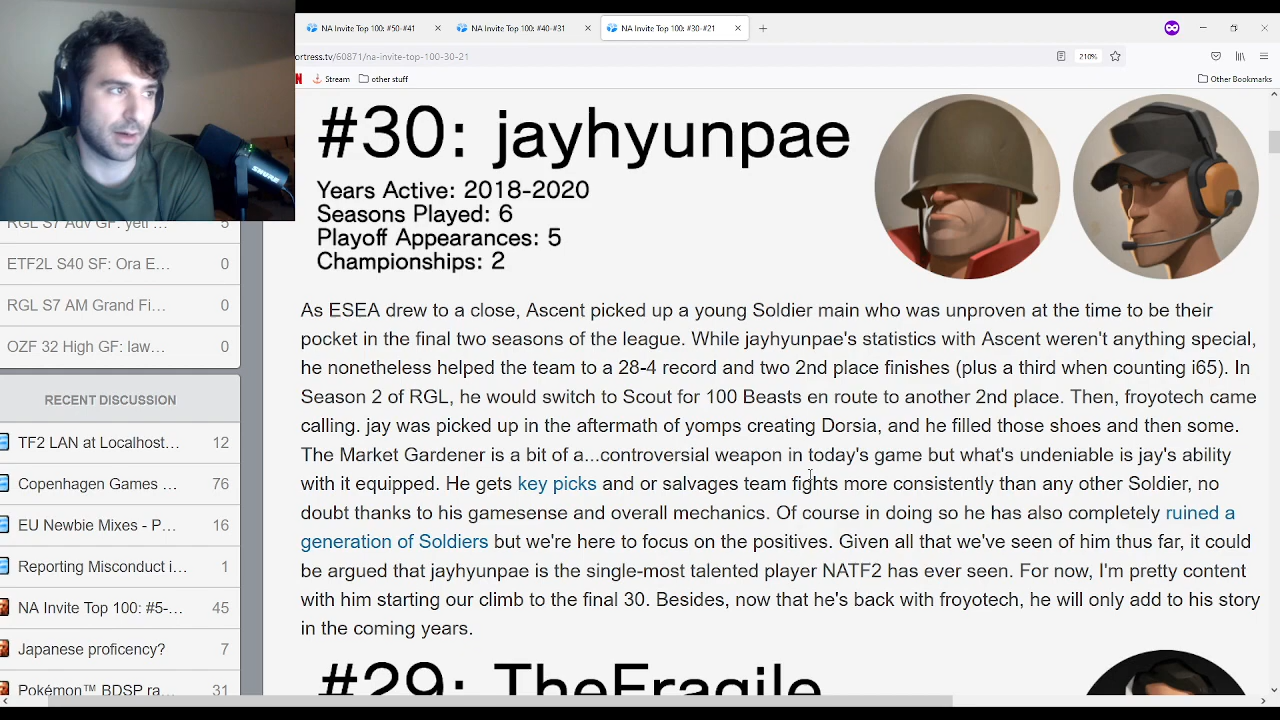 NA Invite Top 100: #50-#41
NA Invite Top 100: #40-#31
NA Invite Top 100: #30-#21
ortress.tv/60871/na-invite-top-100-30-21
210%
Stream
other stuff
Other Bookmarks
SHURE
RGL S7 Adv GF: yeti ... 5
ETF2L S40 SF: Ora E... 0
RGL S7 AM Grand Fi... 0
OZF 32 High GF: law... 0
RECENT DISCUSSION
TF2 LAN at Localhost... 12
Copenhagen Games ... 76
EU Newbie Mixes - P... 16
Reporting Misconduct i... 1
NA Invite Top 100: #5-... 45
Japanese proficency? 7
Pokémon™ BDSP ra... 31
#30: jayhyunpae
Years Active: 2018-2020
Seasons Played: 6
Playoff Appearances: 5
Championships: 2
As ESEA drew to a close, Ascent picked up a young Soldier main who was unproven at the time to be their
pocket in the final two seasons of the league. While jayhyunpae's statistics with Ascent weren't anything special,
he nonetheless helped the team to a 28-4 record and two 2nd place finishes (plus a third when counting i65). In
Season 2 of RGL, he would switch to Scout for 100 Beasts en route to another 2nd place. Then, froyotech came
calling. jay was picked up in the aftermath of yomps creating Dorsia, and he filled those shoes and then some.
The Market Gardener is a bit of a...controversial weapon in today's game but what's undeniable is jay's ability
with it equipped. He gets key picks and or salvages team fights more consistently than any other Soldier, no
doubt thanks to his gamesense and overall mechanics. Of course in doing so he has also completely ruined a
generation of Soldiers but we're here to focus on the positives. Given all that we've seen of him thus far, it could
be argued that jayhyunpae is the single-most talented player NATF2 has ever seen. For now, I'm pretty content
with him starting our climb to the final 30. Besides, now that he's back with froyotech, he will only add to his story
in the coming years.
#29: TheFragile